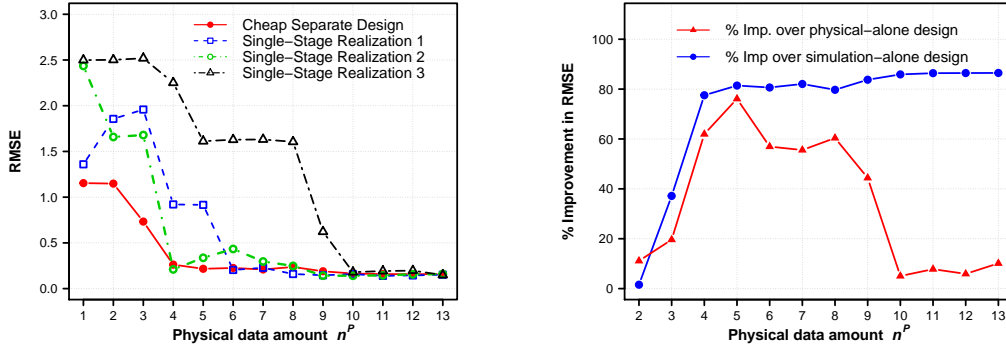 3.0
2.5
2.0
1.5
1.0
0.5
0.0
RMSE
Cheap Separate Design
Single−Stage Realization 1
Single−Stage Realization 2
Single−Stage Realization 3
1 2 3 4 5 6 7 8 9 10 11 12 13
Physical data amount n^P
100
80
60
40
20
0
% Improvement in RMSE
% Imp. over physical−alone design
% Imp over simulation−alone design
2 3 4 5 6 7 8 9 10 11 12 13
Physical data amount n^P